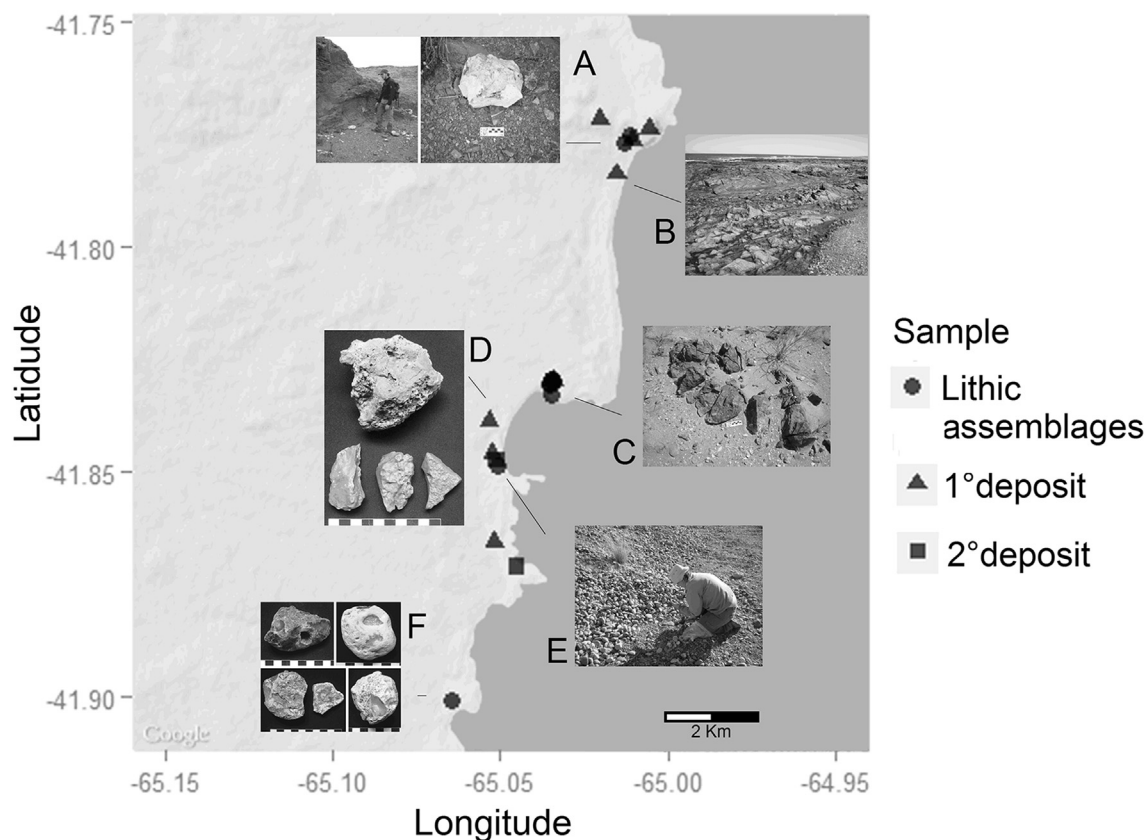 -41.75
-41.80
-41.85
-41.90
Latidude
A
B
C
D
E
F
Google
2 Km
-65.15
-65.10
-65.05
-65.00
-64.95
Longitude
Sample
Lithic
assemblages
1°deposit
2°deposit